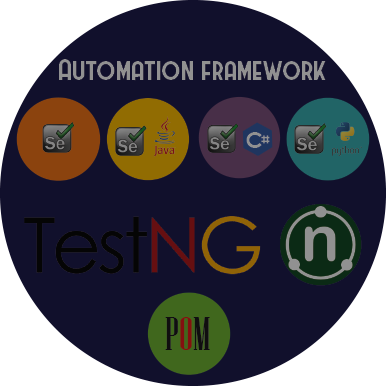 AUTOMATION FRAMEWORK
Se Se Java Se C# Se python
TestNG n
POM